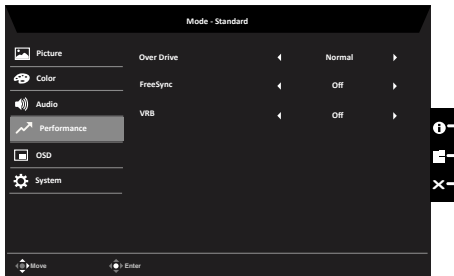 Mode - Standard
Picture
Over Drive Normal
Color
FreeSync Off
Audio
VRB Off
Performance
OSD
System
Move Enter